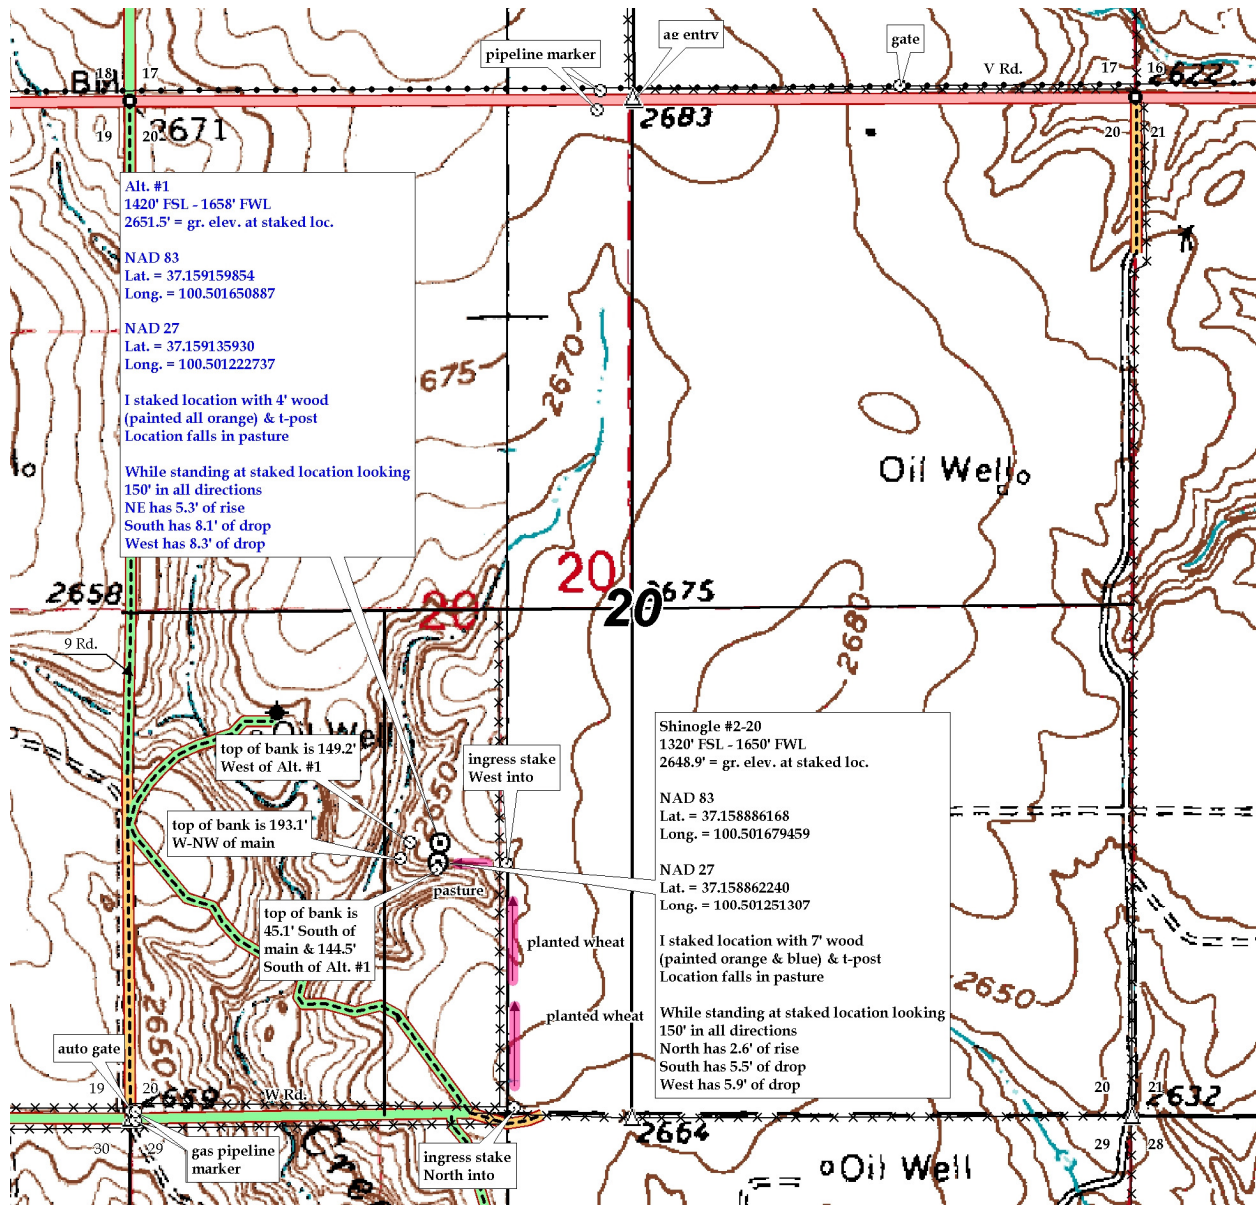 ag entry
pipeline marker
gate
V Rd.
18
17
17
16
2622
Bir
2671
2683
19
20
20
21
Alt. #1
1420' FSL - 1658' FWL
2651.5' = gr. elev. at staked loc.
NAD 83
Lat. = 37.159159854
Long. = 100.501650887
NAD 27
Lat. = 37.159135930
Long. = 100.501222737
I staked location with 4' wood
(painted all orange) & t-post
Location falls in pasture
While standing at staked location looking
150' in all directions
NE has 5.3' of rise
South has 8.1' of drop
West has 8.3' of drop
675
2670
Oil Well
20
2658
20
20
675
2680
9 Rd.
Oil Well
top of bank is 149.2'
West of Alt. #1
2650
ingress stake
West into
top of bank is 193.1'
W-NW of main
pasture
top of bank is
45.1' South of
main & 144.5'
South of Alt. #1
planted wheat
planted wheat
Shinogle #2-20
1320' FSL - 1650' FWL
2648.9' = gr. elev. at staked loc.
NAD 83
Lat. = 37.158886168
Long. = 100.501679459
NAD 27
Lat. = 37.158862240
Long. = 100.501251307
I staked location with 7' wood
(painted orange & blue) & t-post
Location falls in pasture
While standing at staked location looking
150' in all directions
North has 2.6' of rise
South has 5.5' of drop
West has 5.9' of drop
2650
2650
auto gate
19
20
2659
W Rd.
20
21
2632
30
29
gas pipeline
marker
Cree
ingress stake
North into
2664
Oil Well
29
28